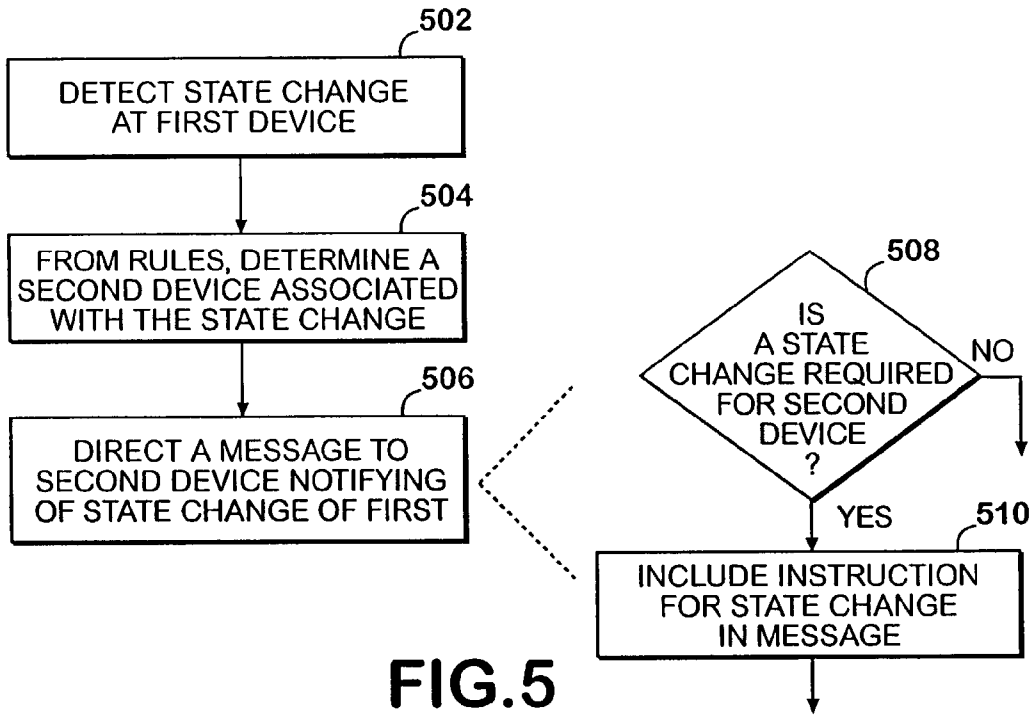 502
DETECT STATE CHANGE
AT FIRST DEVICE
504
FROM RULES, DETERMINE A
SECOND DEVICE ASSOCIATED
WITH THE STATE CHANGE
506
DIRECT A MESSAGE TO
SECOND DEVICE NOTIFYING
OF STATE CHANGE OF FIRST
508
IS
A STATE
CHANGE REQUIRED
FOR SECOND
DEVICE
?
NO
YES
510
INCLUDE INSTRUCTION
FOR STATE CHANGE
IN MESSAGE
FIG.5